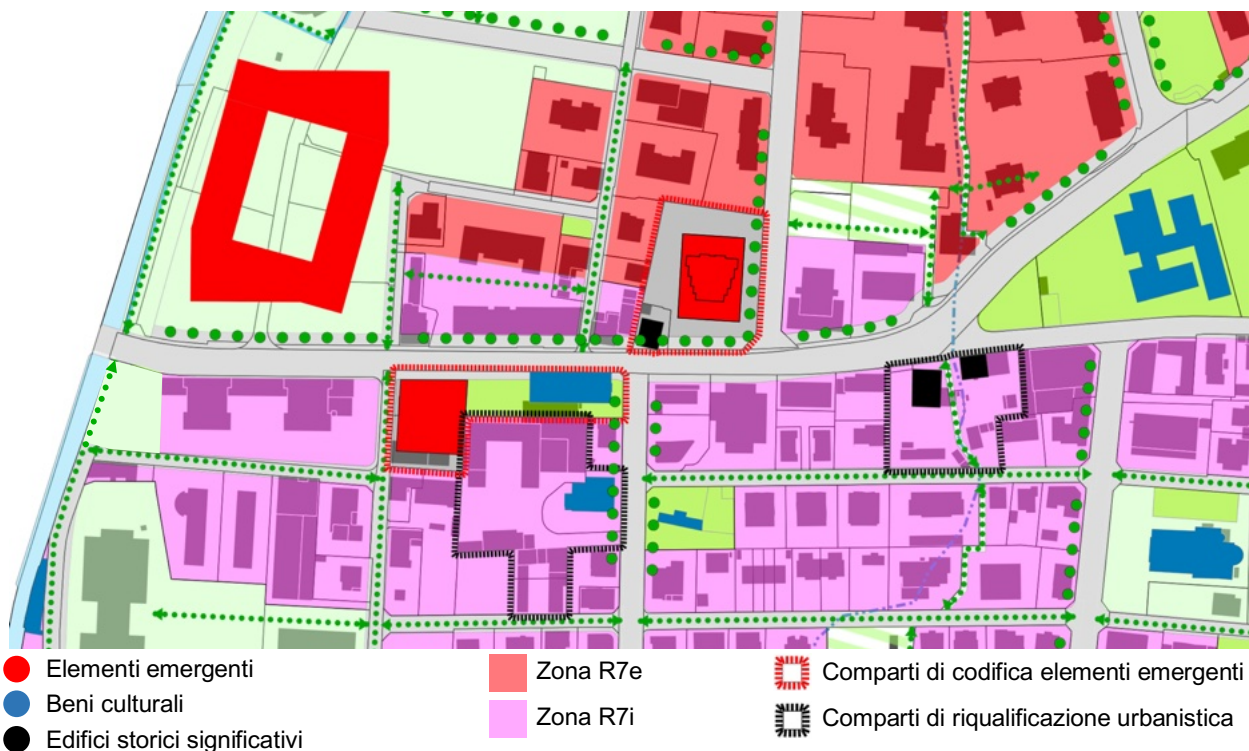 Elementi emergenti
Beni culturali
Edifici storici significativi
Zona R7e
Zona R7i
Comparti di codifica elementi emergenti
Comparti di riqualificazione urbanistica